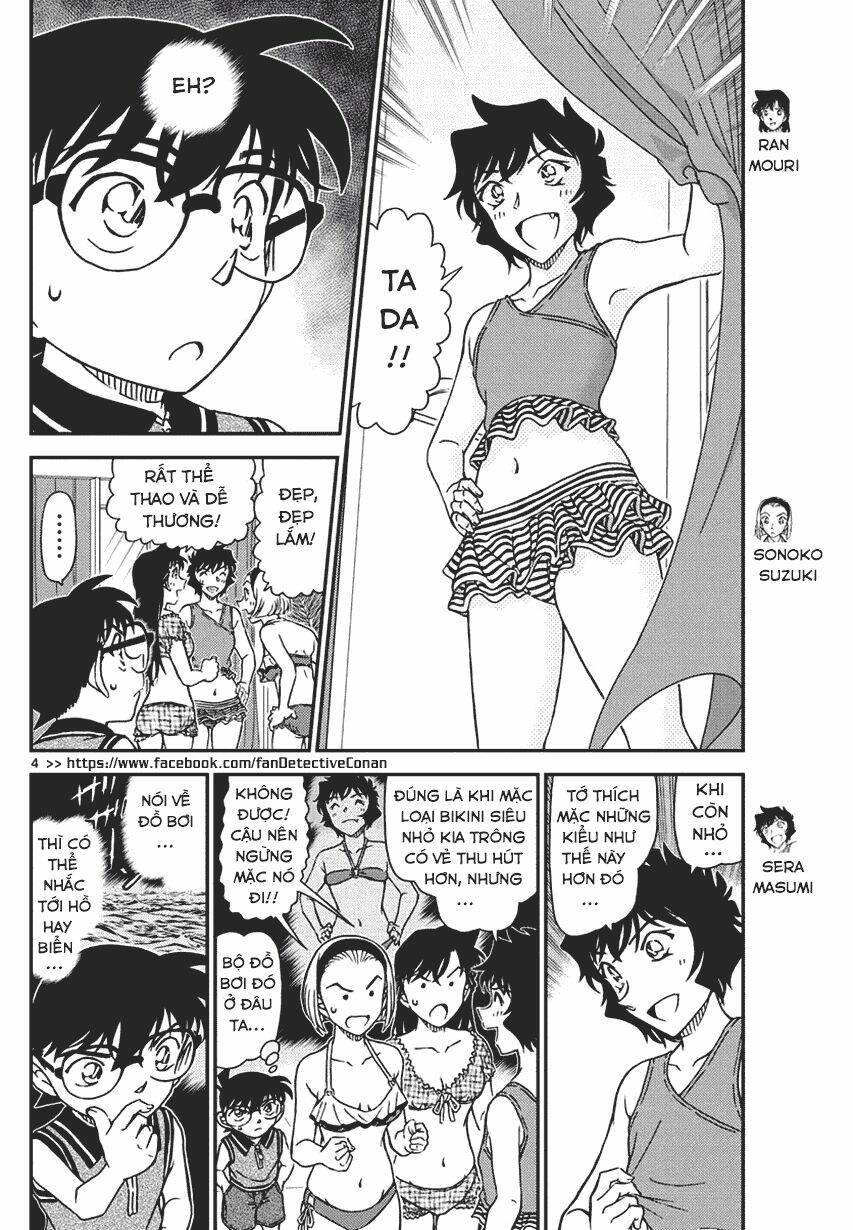 EH?
TA
DA
!!
RAN
MOURI
RẤT THỂ
THAO VÀ DỄ
THƯƠNG!
ĐẸP,
ĐẸP
LẮM!
......
SONOKO
SUZUKI
4 >> https://www.facebook.com/fanDetectiveConan
NÓI VỀ
ĐỒ BƠI
...
THÌ CÓ
THỂ
NHẮC
TỚI HỒ
HAY
BIỂN
...
KHÔNG
ĐƯỢC!
CẬU NÊN
NGỪNG
MẶC NÓ
ĐI!!
ĐÚNG LÀ KHI MẶC
LOẠI BIKINI SIÊU
NHỎ KIA TRÔNG
CÓ VẺ THU HÚT
HƠN, NHƯNG
...
BỘ ĐỒ
BƠI ĐÓ
Ở ĐÂU
TA...
KHI
CÒN
NHỎ
...
TỚ THÍCH
MẶC NHỮNG
KIỂU NHƯ
THẾ NÀY
HƠN ĐÓ
...
SERA
MASUMI